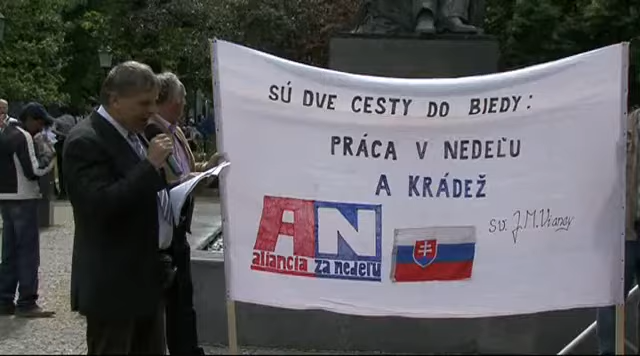 SÚ DVE CESTY DO BIEDY:
PRÁCA V NEDEĽU
A KRÁDEŽ
sv. J.M. Vianey
AN
aliancia za nedeľu